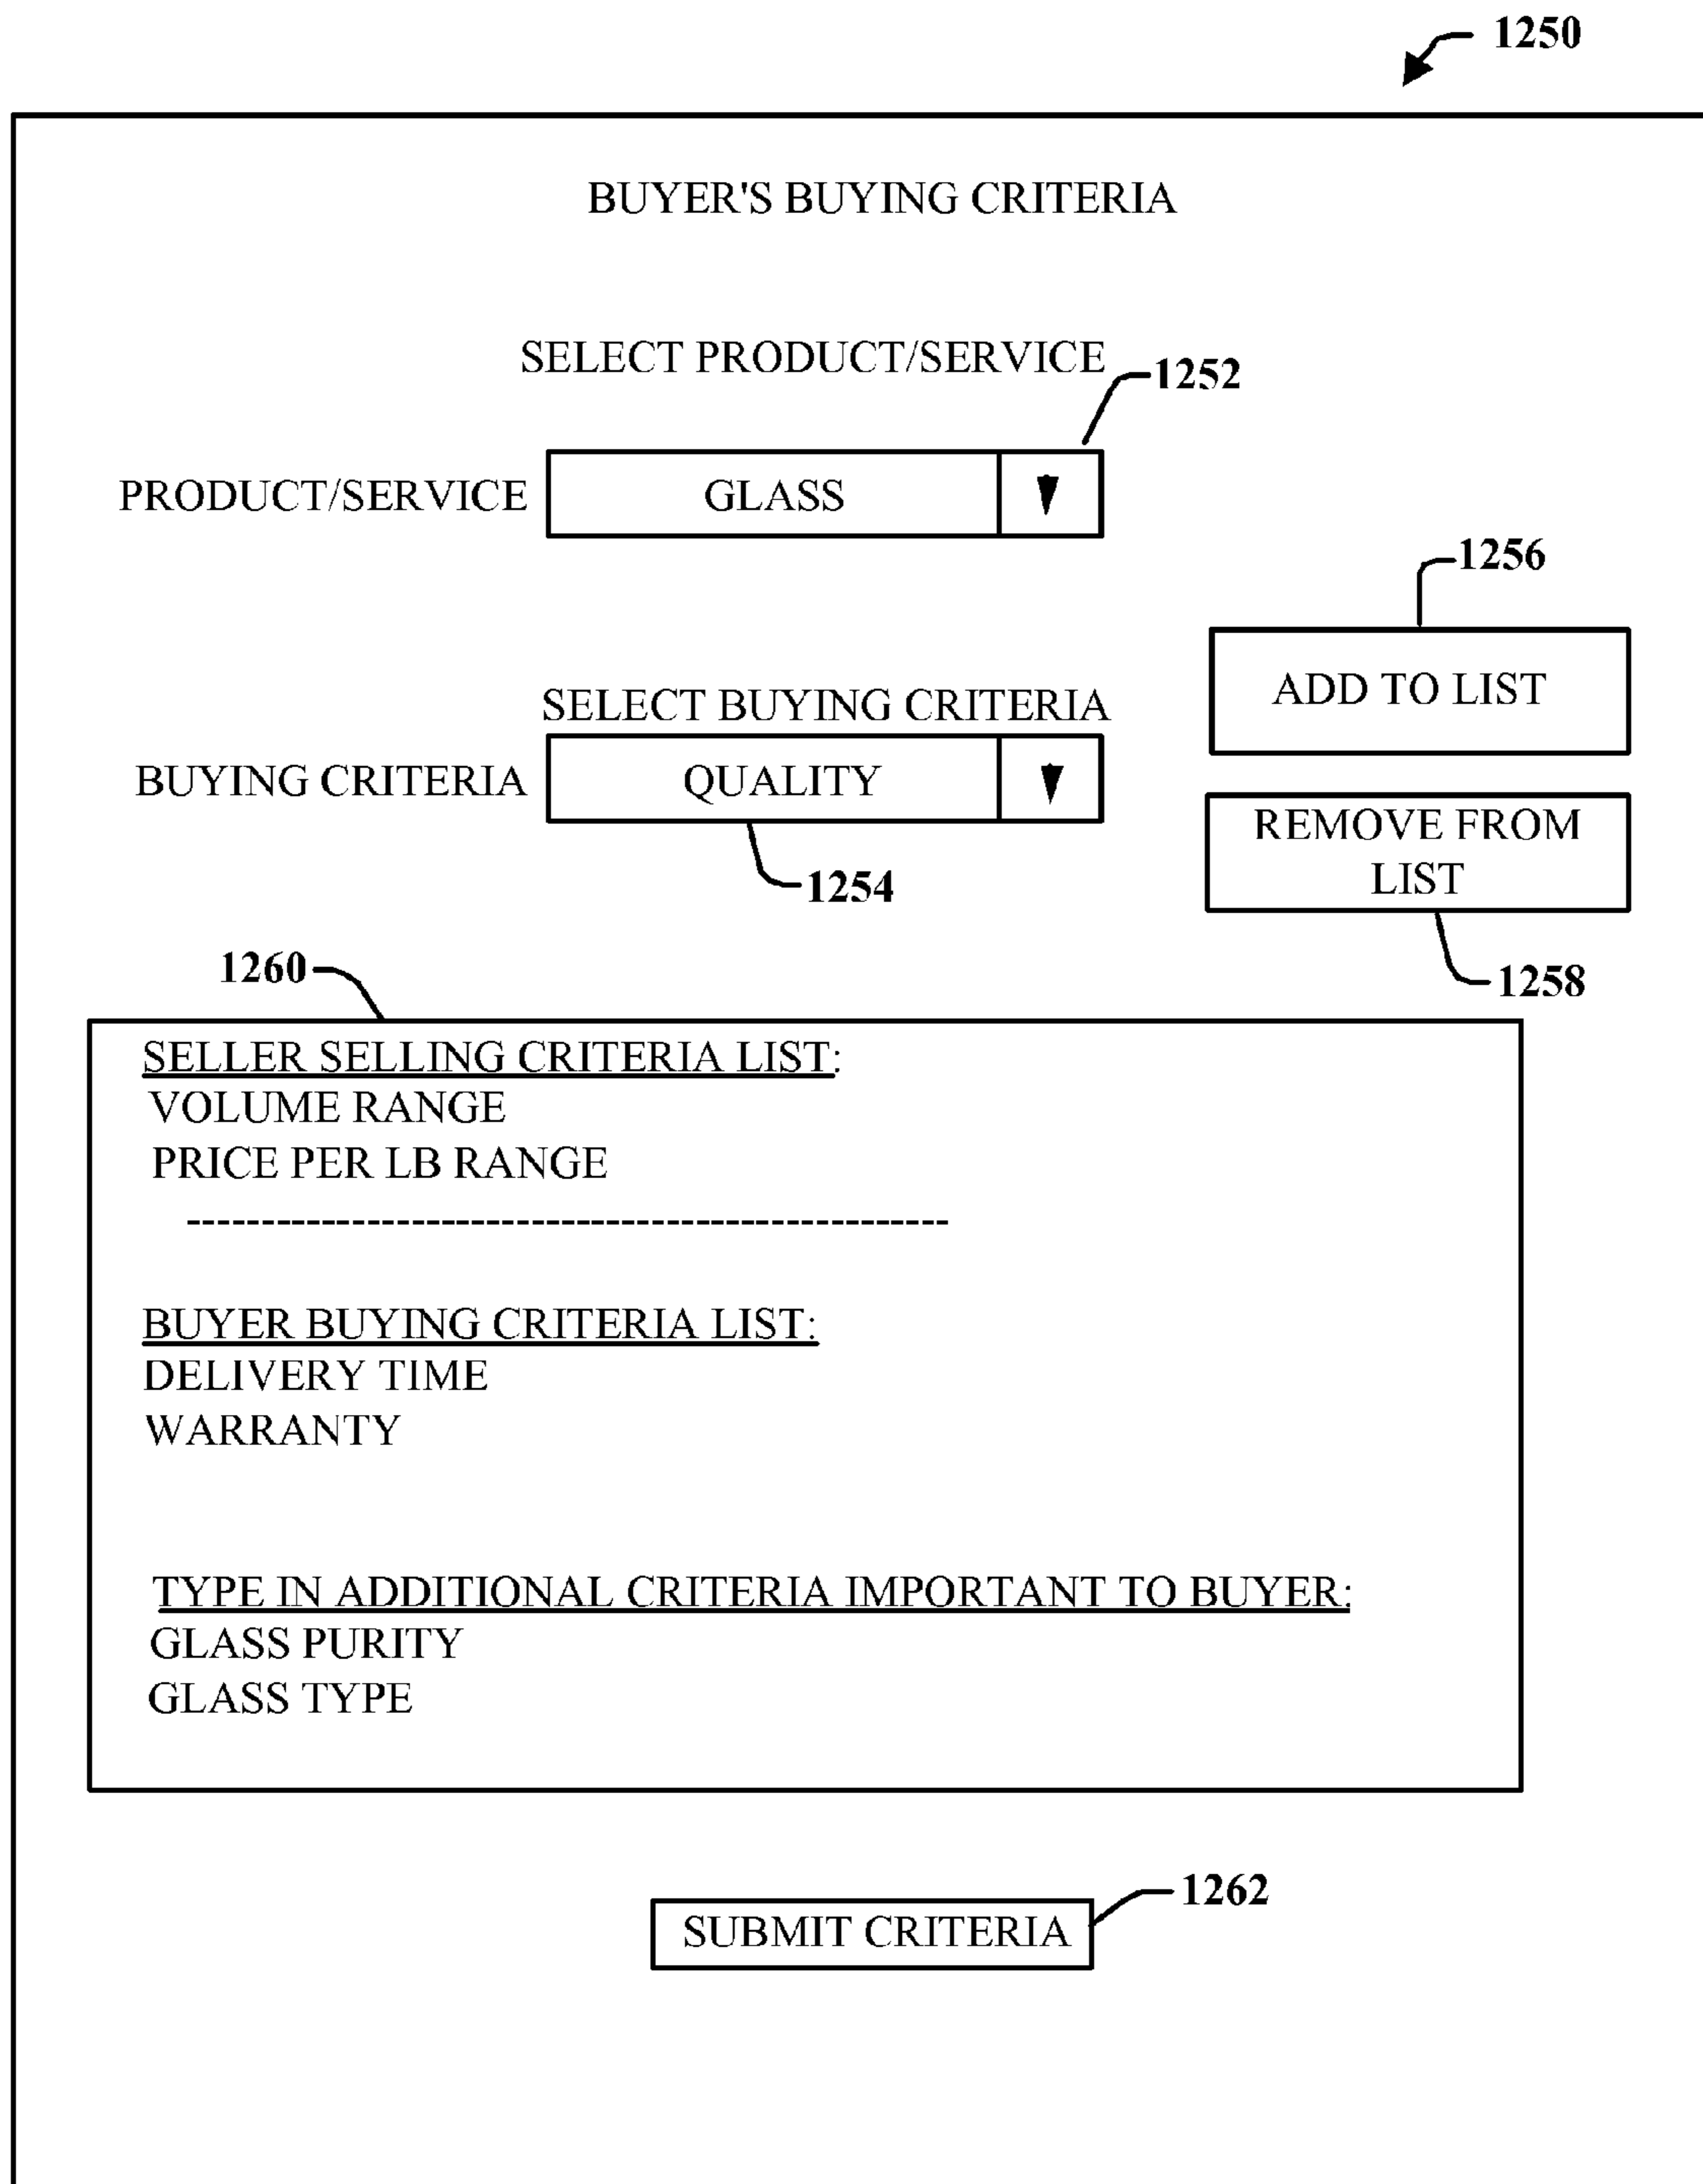 1250
BUYER'S BUYING CRITERIA
SELECT PRODUCT/SERVICE
1252
PRODUCT/SERVICE
GLASS
1256
ADD TO LIST
SELECT BUYING CRITERIA
BUYING CRITERIA
QUALITY
REMOVE FROM
LIST
1254
1258
1260
SELLER SELLING CRITERIA LIST:
VOLUME RANGE
PRICE PER LB RANGE
----------------------------------------------------
BUYER BUYING CRITERIA LIST:
DELIVERY TIME
WARRANTY
TYPE IN ADDITIONAL CRITERIA IMPORTANT TO BUYER:
GLASS PURITY
GLASS TYPE
1262
SUBMIT CRITERIA